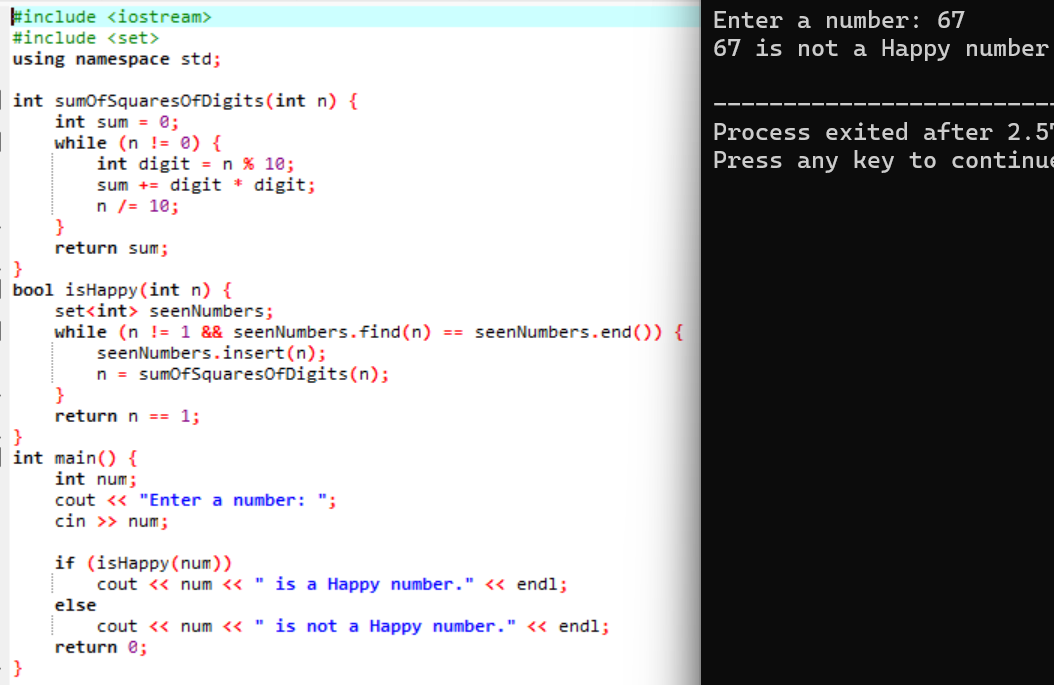 #include <iostream>
#include <set>
using namespace std;

int sumOfSquaresOfDigits(int n) {
    int sum = 0;
    while (n != 0) {
        int digit = n % 10;
        sum += digit * digit;
        n /= 10;
    }
    return sum;
}
bool isHappy(int n) {
    set<int> seenNumbers;
    while (n != 1 && seenNumbers.find(n) == seenNumbers.end()) {
        seenNumbers.insert(n);
        n = sumOfSquaresOfDigits(n);
    }
    return n == 1;
}
int main() {
    int num;
    cout << "Enter a number: ";
    cin >> num;

    if (isHappy(num))
        cout << num << " is a Happy number." << endl;
    else
        cout << num << " is not a Happy number." << endl;
    return 0;
}
Enter a number: 67
67 is not a Happy number

------------------------
Process exited after 2.5
Press any key to continue